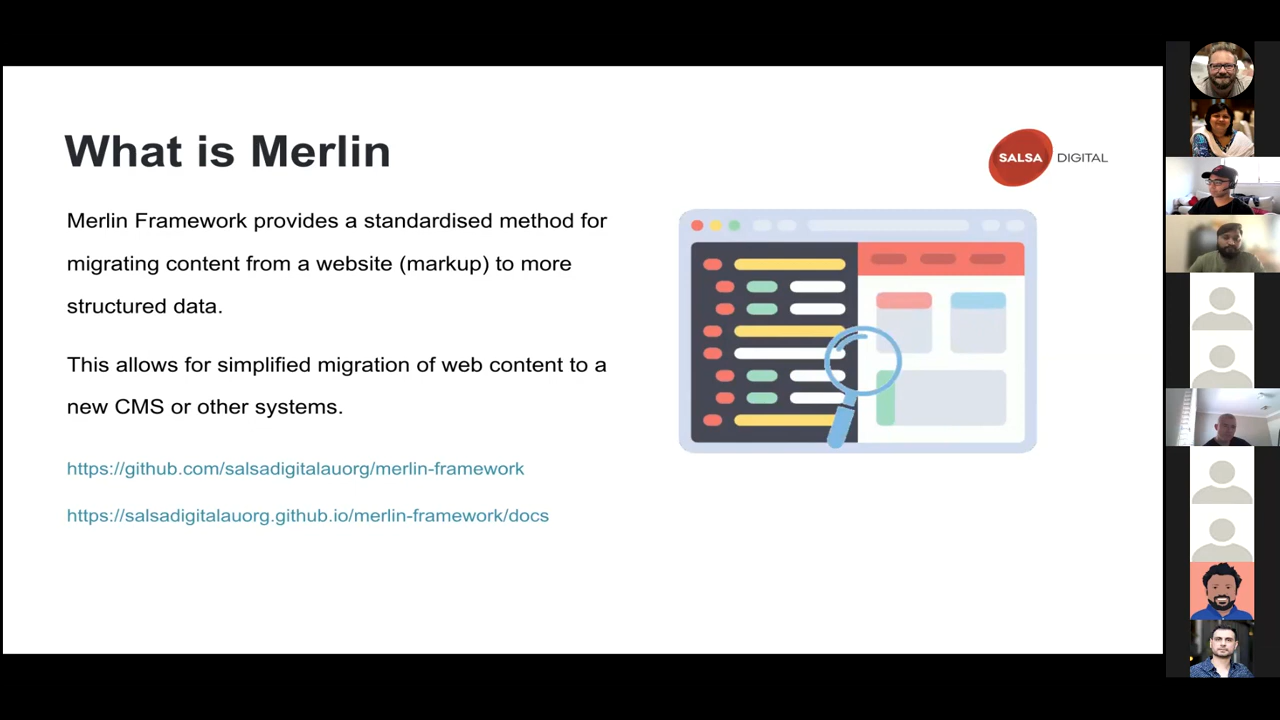 What is Merlin
SALSA DIGITAL
Merlin Framework provides a standardised method for
migrating content from a website (markup) to more
structured data.
This allows for simplified migration of web content to a
new CMS or other systems.
https://github.com/salsadigitalauorg/merlin-framework
https://salsadigitalauorg.github.io/merlin-framework/docs